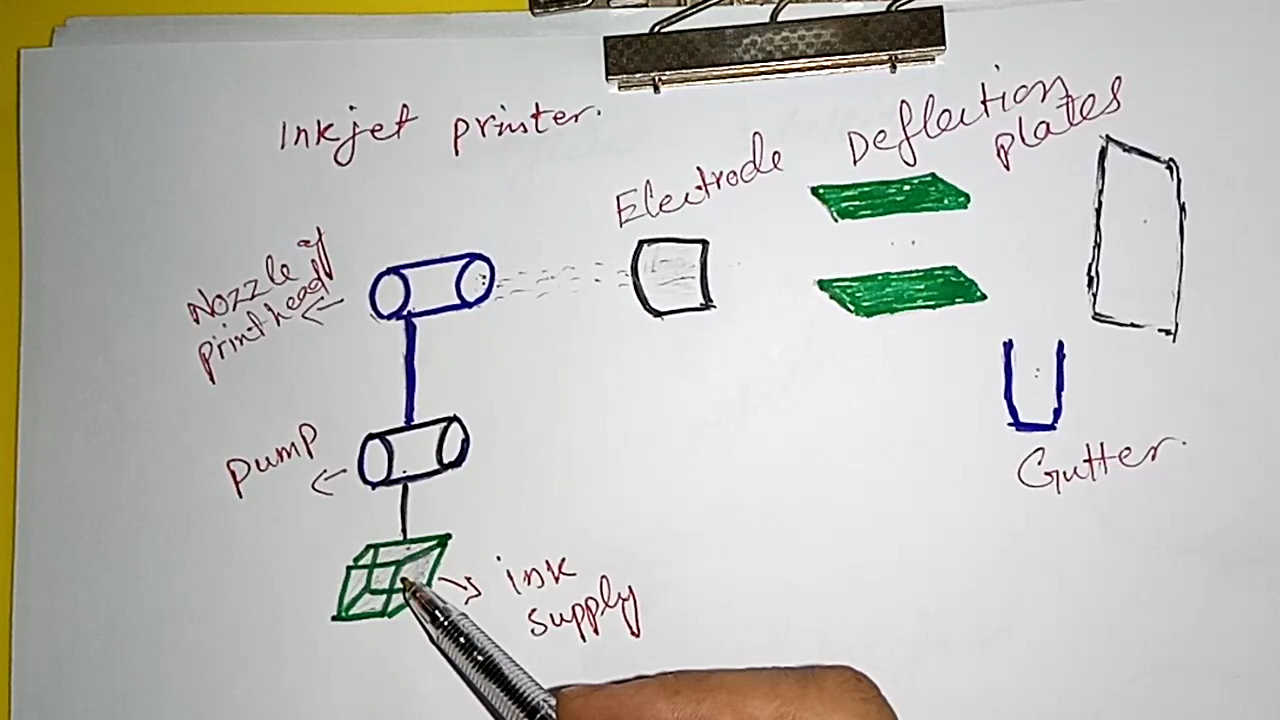 Inkjet printer.
Deflection
plates
Electrode
Nozzle of
print head
Pump
Gutter.
ink
supply